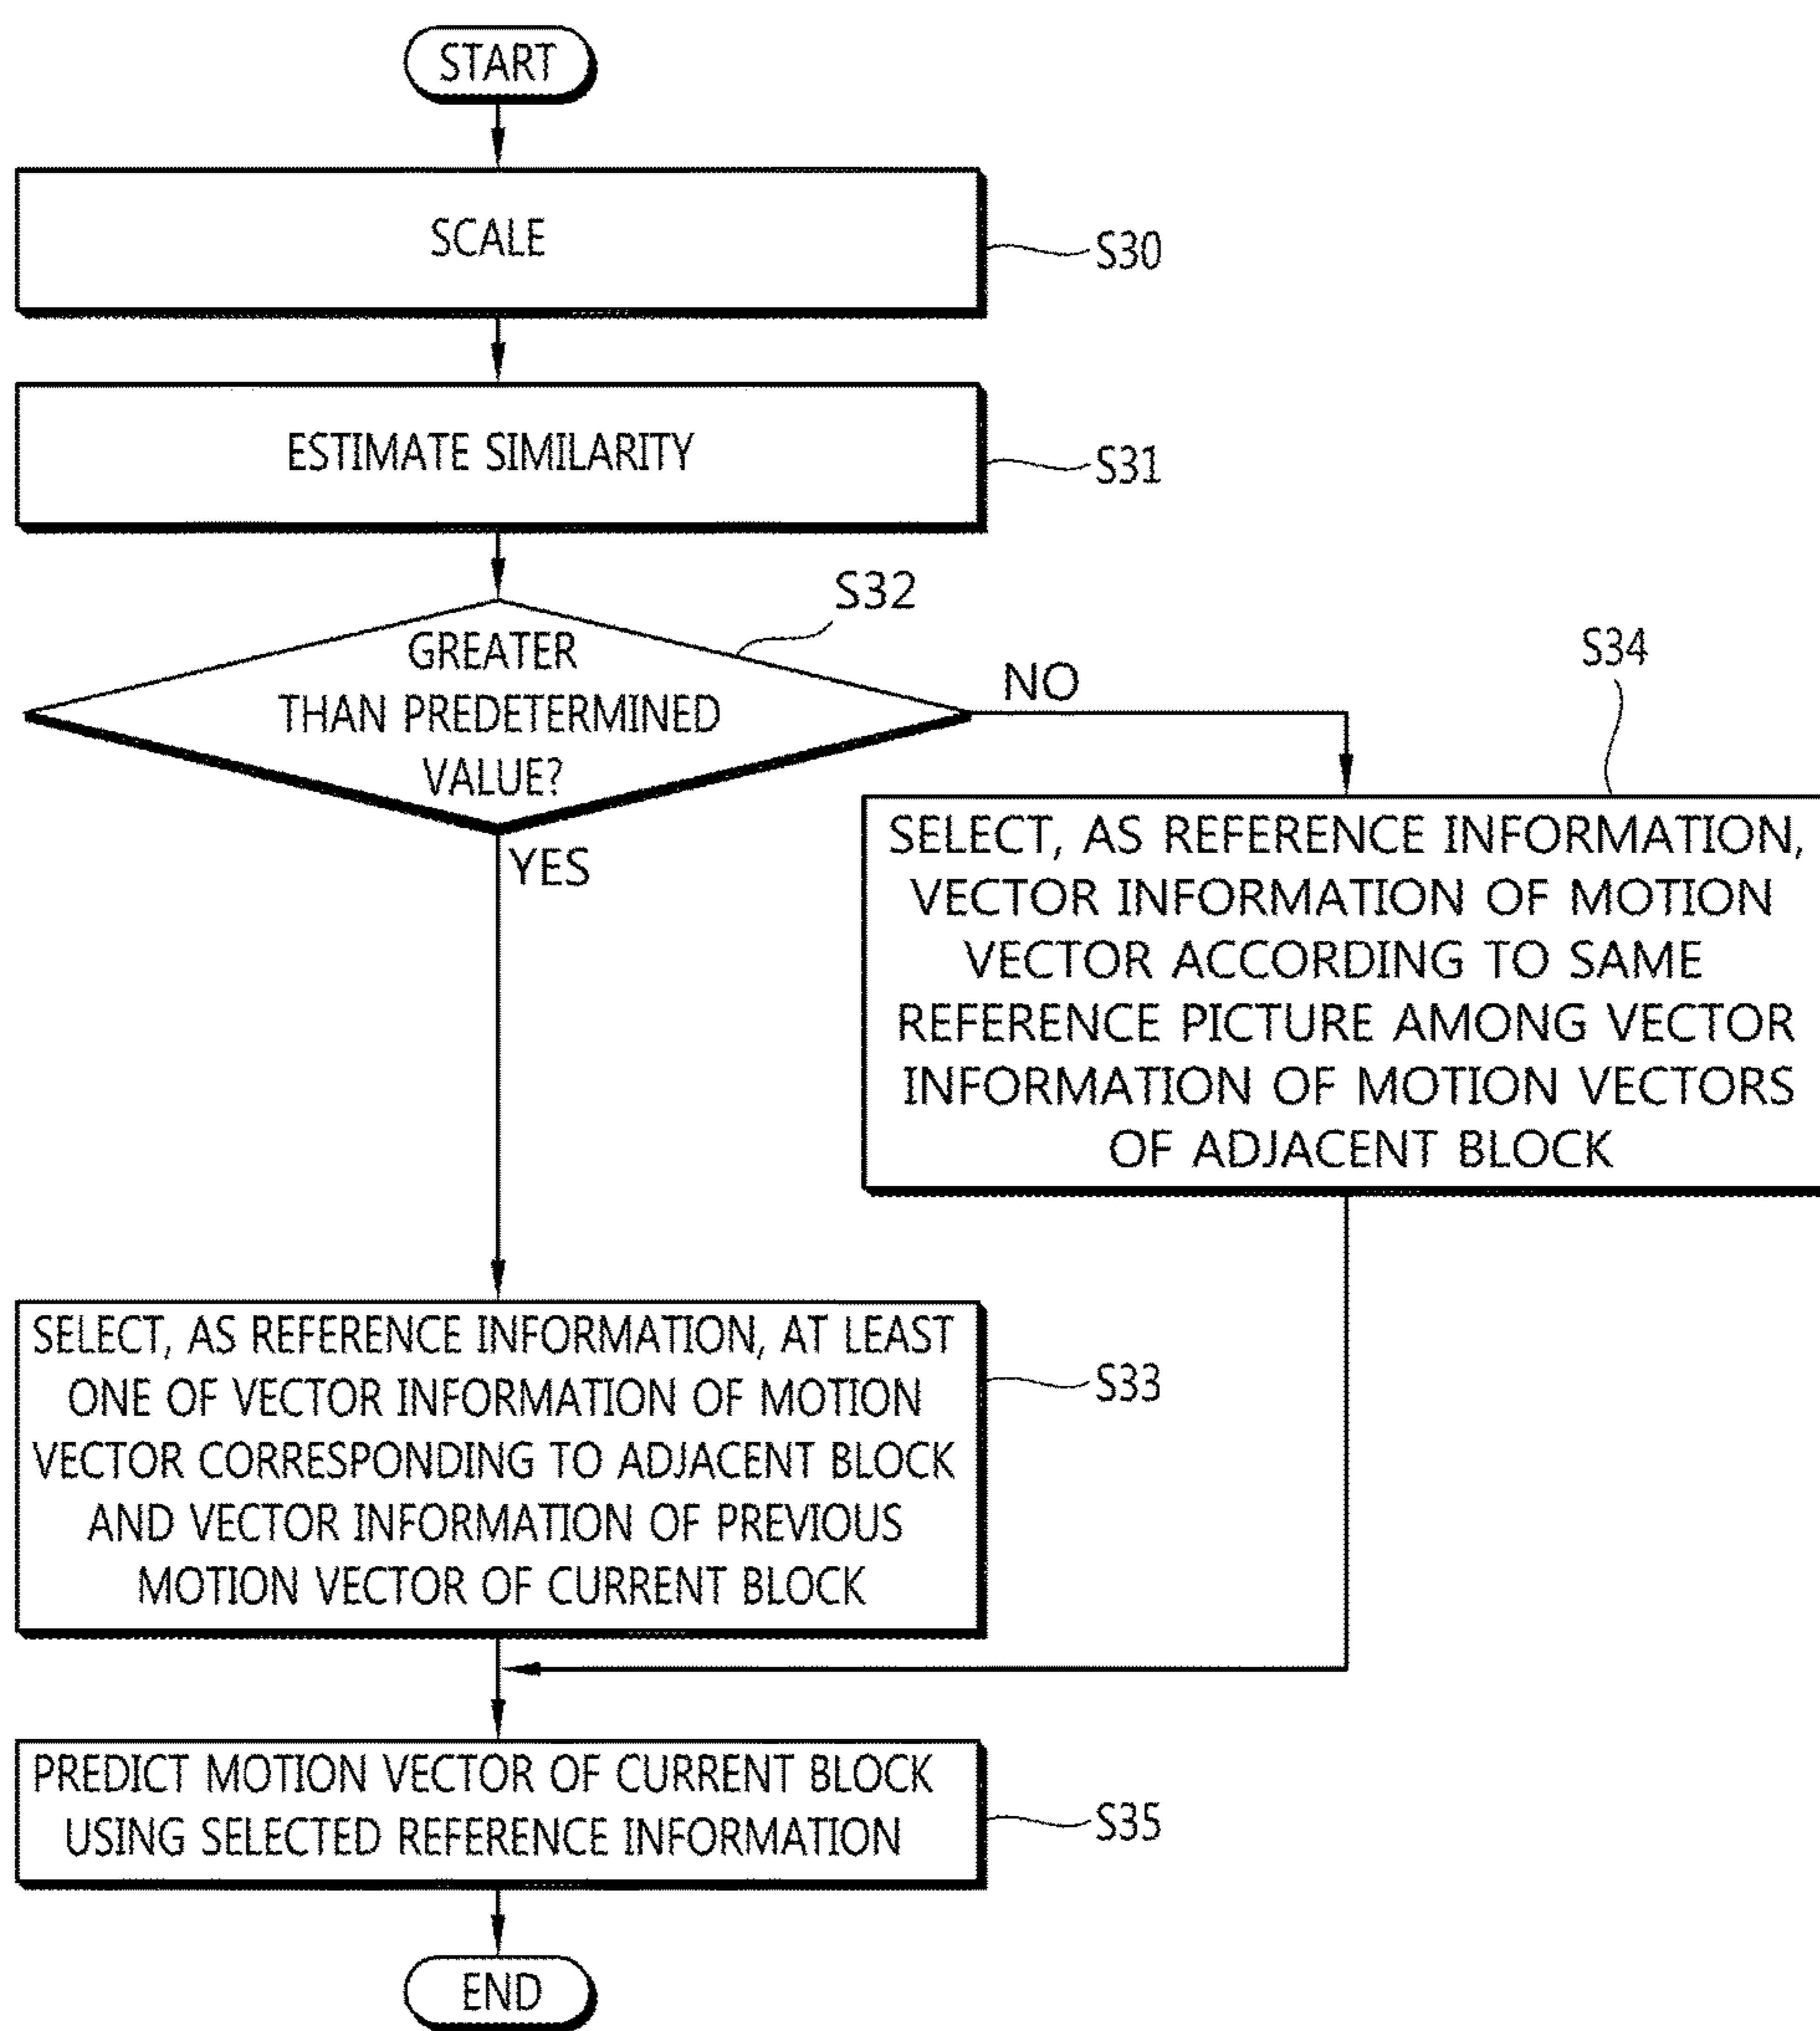 START
SCALE
S30
ESTIMATE SIMILARITY
S31
S32
GREATER
THAN PREDETERMINED
VALUE?
NO
YES
S34
SELECT, AS REFERENCE INFORMATION,
VECTOR INFORMATION OF MOTION
VECTOR ACCORDING TO SAME
REFERENCE PICTURE AMONG VECTOR
INFORMATION OF MOTION VECTORS
OF ADJACENT BLOCK
SELECT, AS REFERENCE INFORMATION, AT LEAST
ONE OF VECTOR INFORMATION OF MOTION
VECTOR CORRESPONDING TO ADJACENT BLOCK
AND VECTOR INFORMATION OF PREVIOUS
MOTION VECTOR OF CURRENT BLOCK
S33
PREDICT MOTION VECTOR OF CURRENT BLOCK
USING SELECTED REFERENCE INFORMATION
S35
END